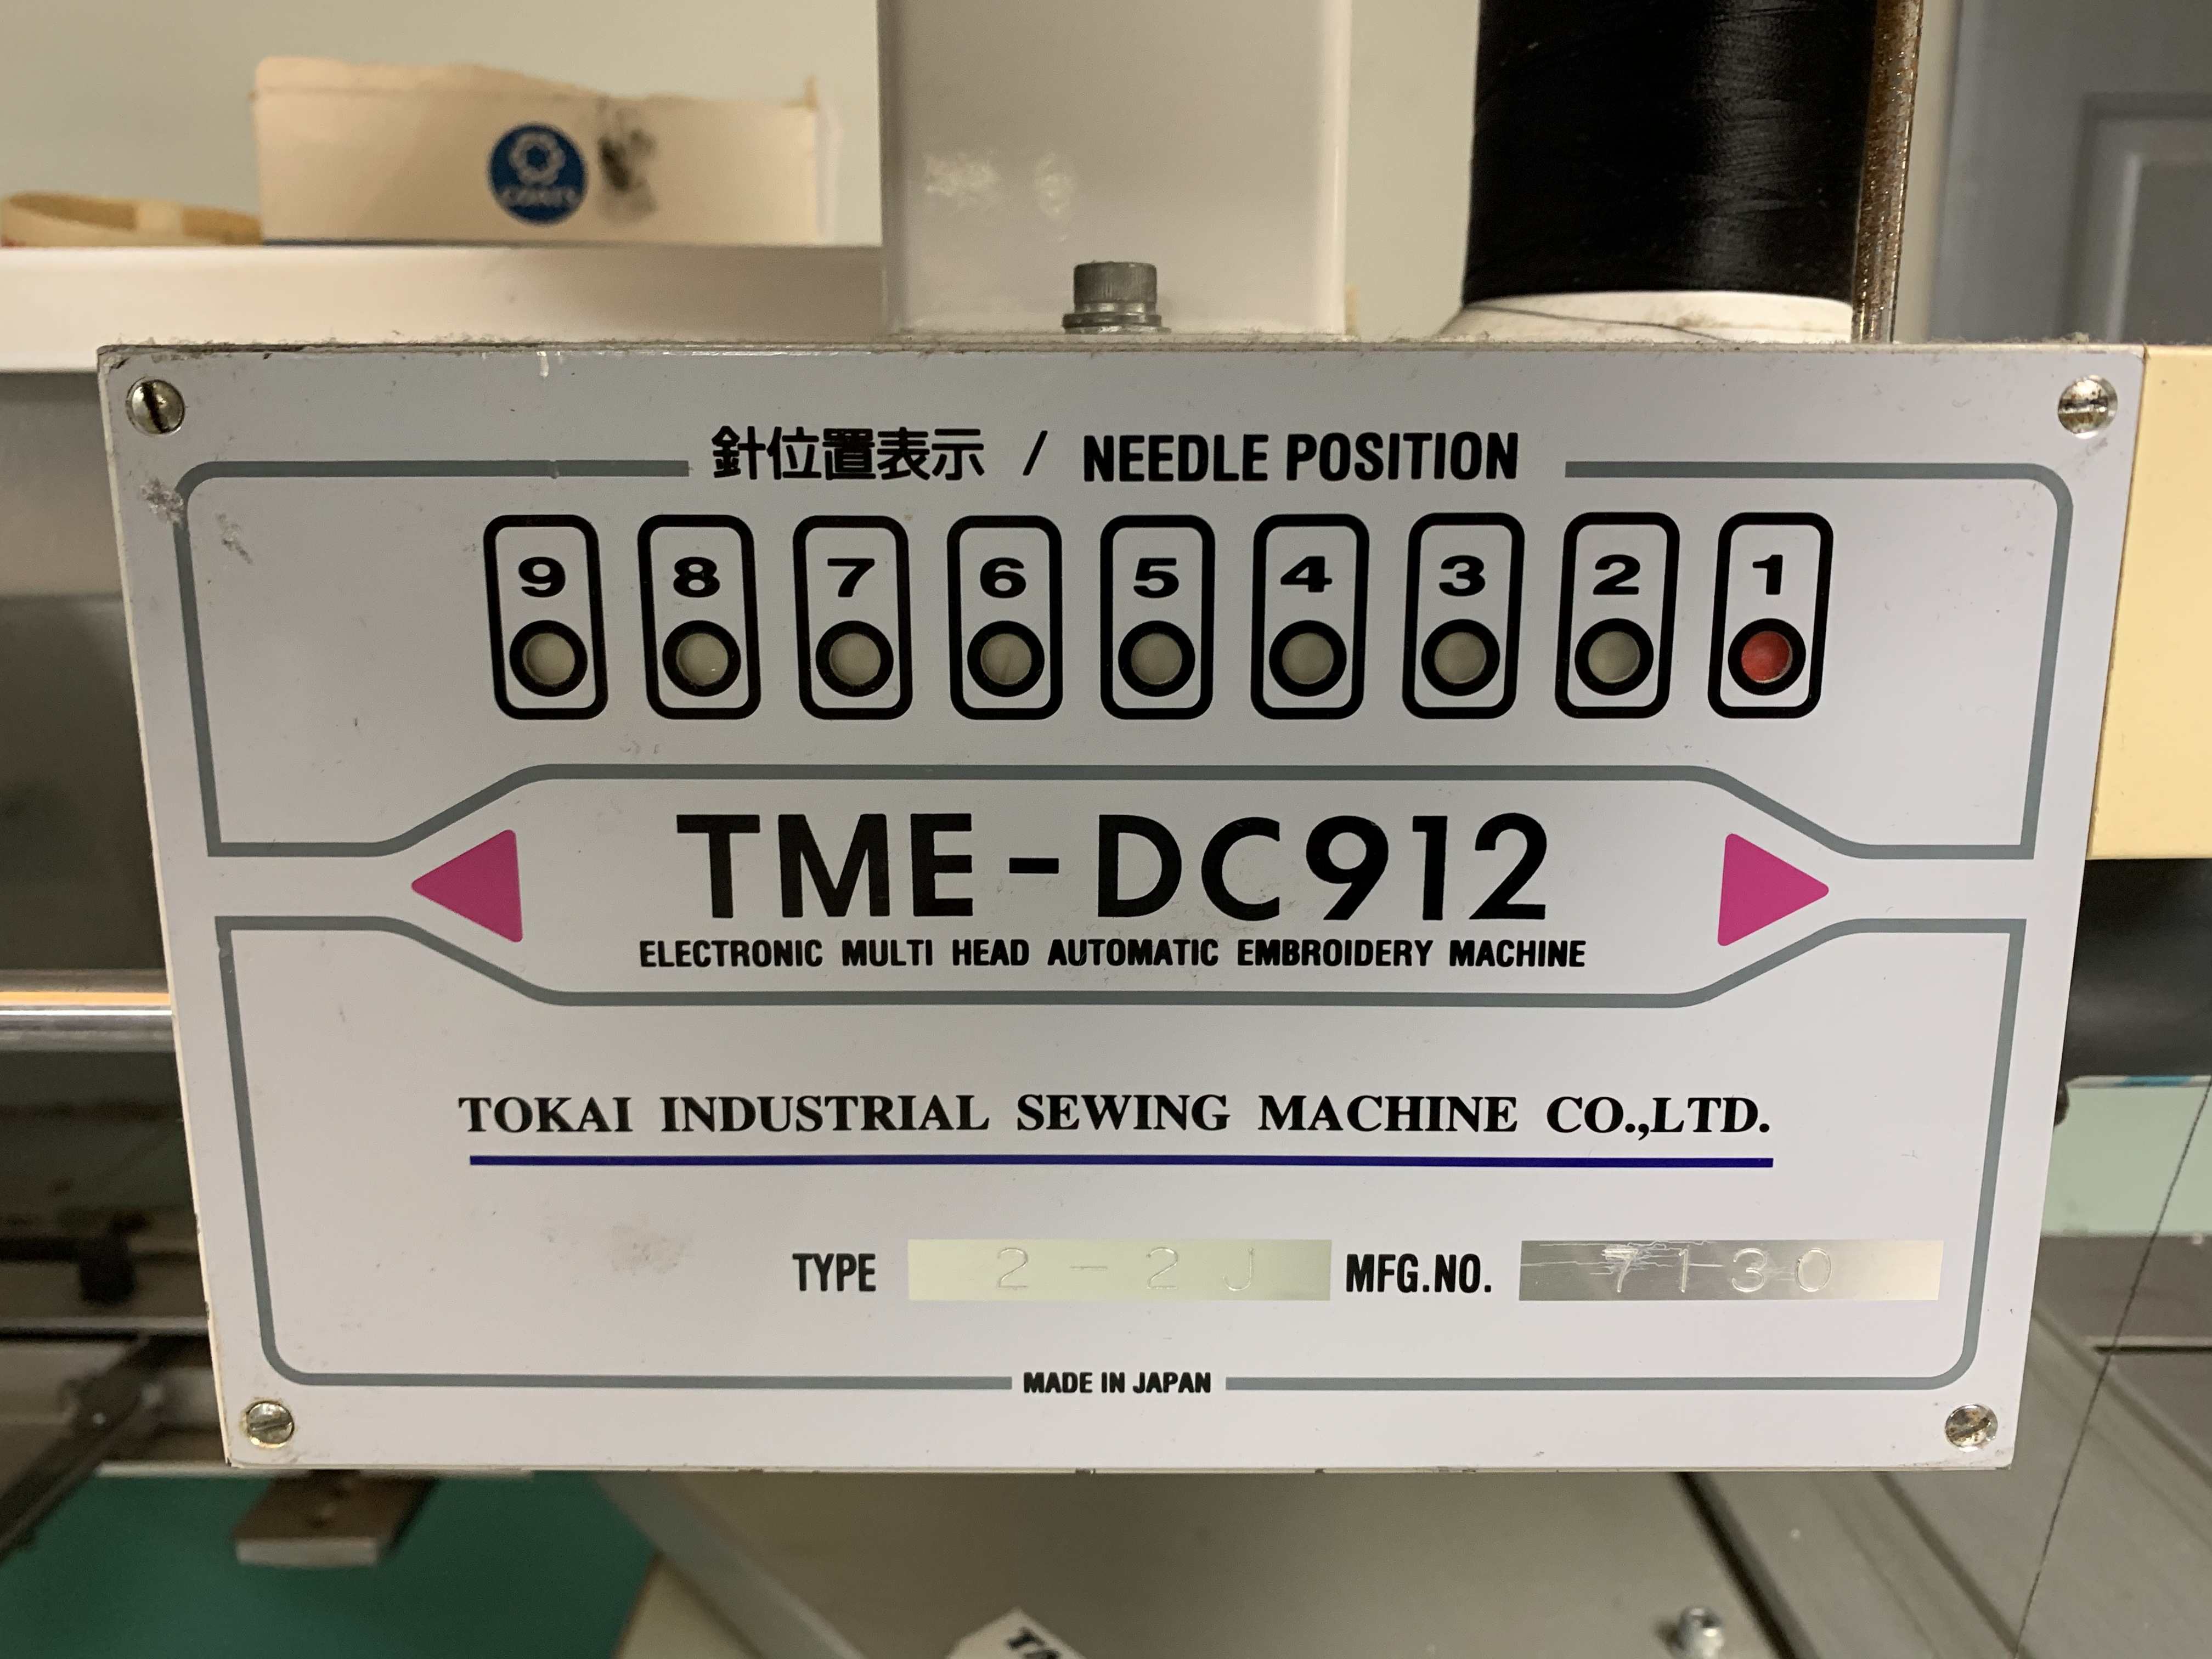 針位置表示 / NEEDLE POSITION
9 8 7 6 5 4 3 2 1
TME-DC912
ELECTRONIC MULTI HEAD AUTOMATIC EMBROIDERY MACHINE
TOKAI INDUSTRIAL SEWING MACHINE CO.,LTD.
TYPE 2-2J MFG.NO. 7130
MADE IN JAPAN